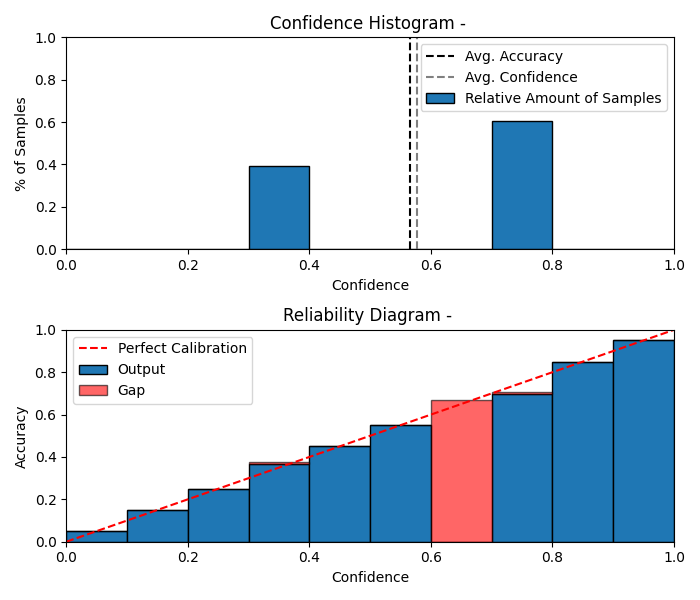 Confidence Histogram -
1.0
0.8
0.6
0.4
0.2
0.0
% of Samples
Avg. Accuracy
Avg. Confidence
Relative Amount of Samples
0.0 0.2 0.4 0.6 0.8 1.0
Confidence
Reliability Diagram -
1.0
0.8
0.6
0.4
0.2
0.0
Accuracy
Perfect Calibration
Output
Gap
0.0 0.2 0.4 0.6 0.8 1.0
Confidence